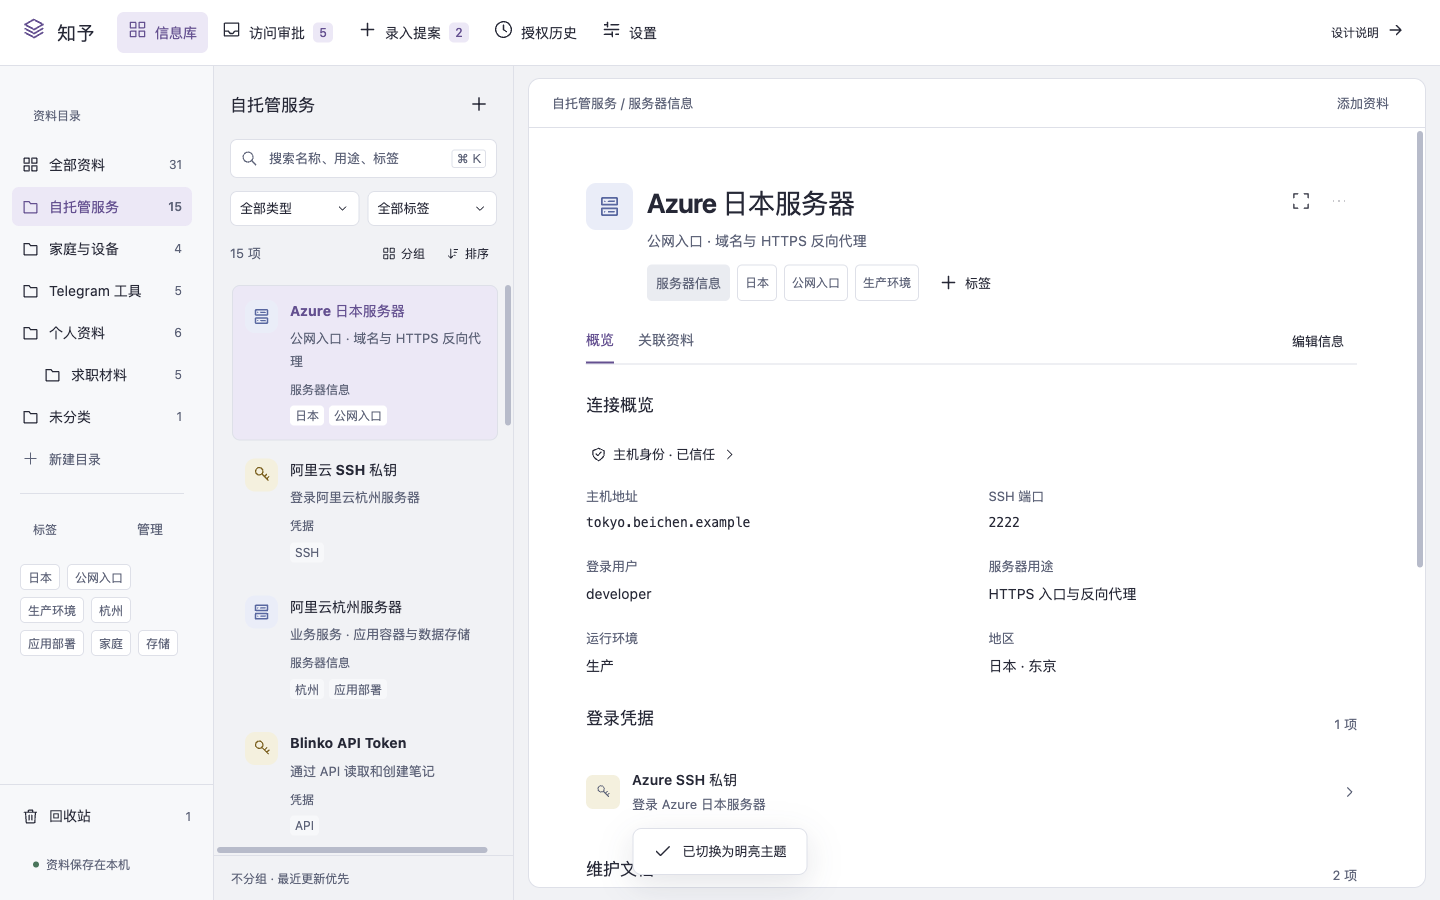 知予
信息库
访问审批 5
录入提案 2
授权历史
设置
设计说明
资料目录
全部资料 31
自托管服务 15
家庭与设备 4
Telegram 工具 5
个人资料 6
求职材料 5
未分类 1
新建目录
标签 管理
日本 公网入口
生产环境 杭州
应用部署 家庭 存储
回收站 1
资料保存在本机
自托管服务
搜索名称、用途、标签 ⌘ K
全部类型 全部标签
15 项 分组 排序
Azure 日本服务器
公网入口 · 域名与 HTTPS 反向代
理
服务器信息
日本 公网入口
阿里云 SSH 私钥
登录阿里云杭州服务器
凭据
SSH
阿里云杭州服务器
业务服务 · 应用容器与数据存储
服务器信息
杭州 应用部署
Blinko API Token
通过 API 读取和创建笔记
凭据
API
不分组 · 最近更新优先
自托管服务 / 服务器信息 添加资料
Azure 日本服务器
公网入口 · 域名与 HTTPS 反向代理
服务器信息 日本 公网入口 生产环境 标签
概览 关联资料 编辑信息
连接概览
主机身份 · 已信任
主机地址 SSH 端口
tokyo.beichen.example 2222
登录用户 服务器用途
developer HTTPS 入口与反向代理
运行环境 地区
生产 日本 · 东京
登录凭据 1 项
Azure SSH 私钥
登录 Azure 日本服务器
已切换为明亮主题
维护文 2 项